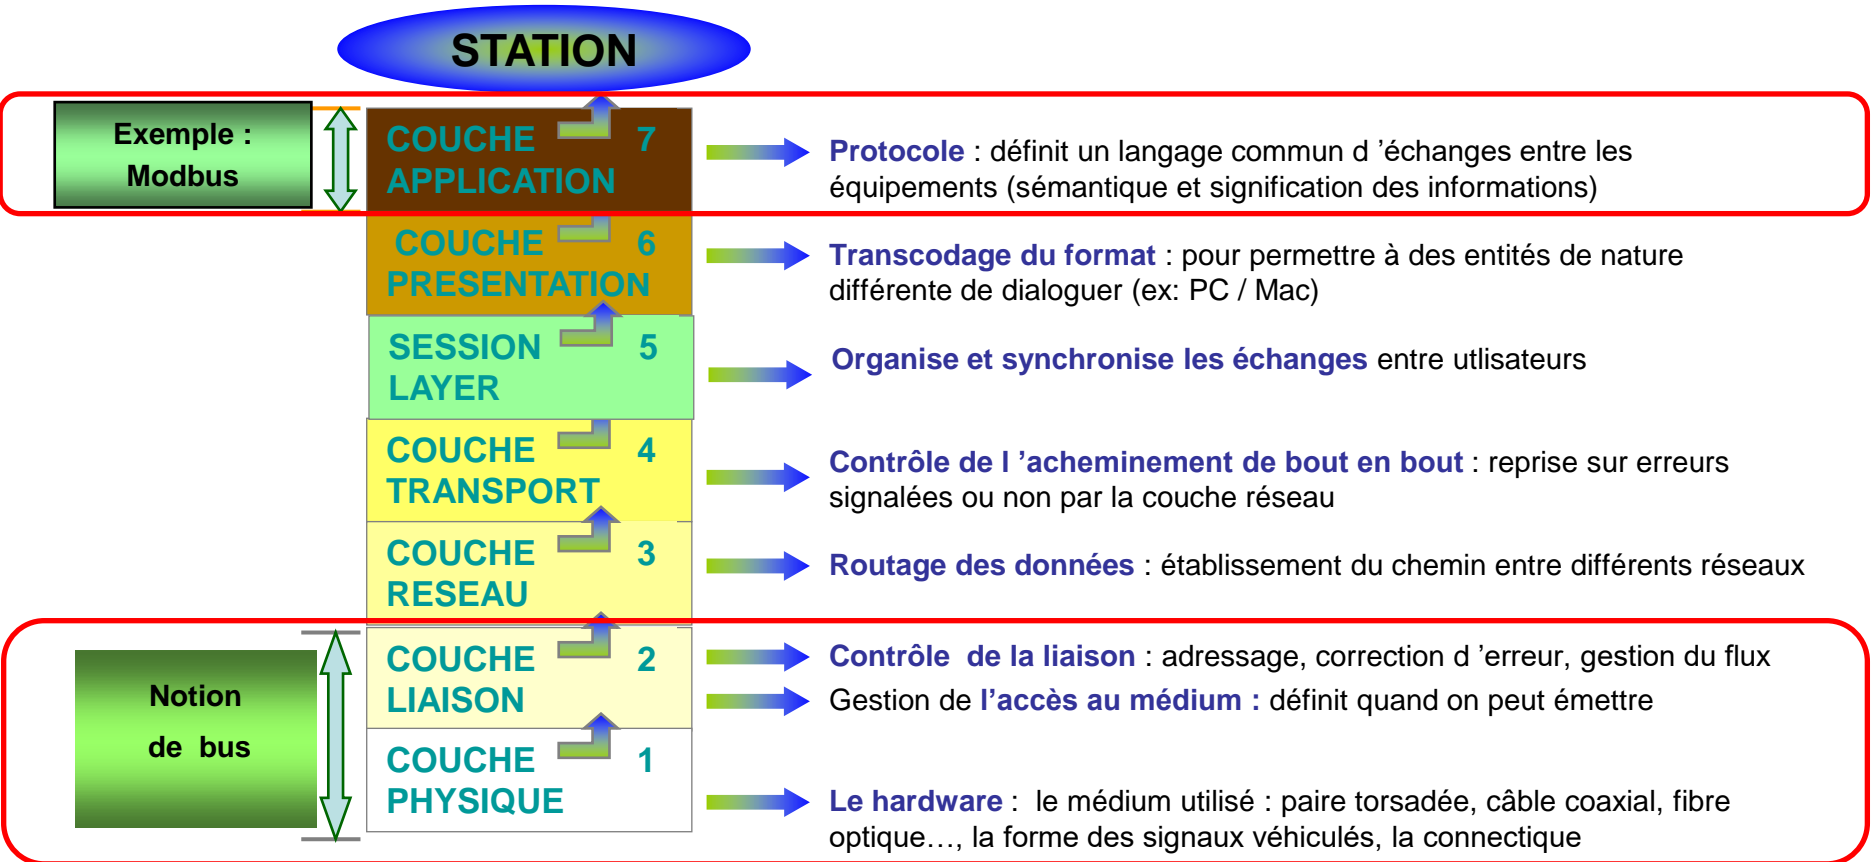 STATION
Exemple :
Modbus
COUCHE 7
APPLICATION
Protocole : définit un langage commun d ’échanges entre les
équipements (sémantique et signification des informations)
COUCHE 6
PRESENTATION
Transcodage du format : pour permettre à des entités de nature
différente de dialoguer (ex: PC / Mac)
SESSION 5
LAYER
Organise et synchronise les échanges entre utlisateurs
COUCHE 4
TRANSPORT
Contrôle de l ’acheminement de bout en bout : reprise sur erreurs
signalées ou non par la couche réseau
COUCHE 3
RESEAU
Routage des données : établissement du chemin entre différents réseaux
Notion
de bus
COUCHE 2
LIAISON
Contrôle de la liaison : adressage, correction d ’erreur, gestion du flux
Gestion de l’accès au médium : définit quand on peut émettre
COUCHE 1
PHYSIQUE
Le hardware : le médium utilisé : paire torsadée, câble coaxial, fibre
optique…, la forme des signaux véhiculés, la connectique